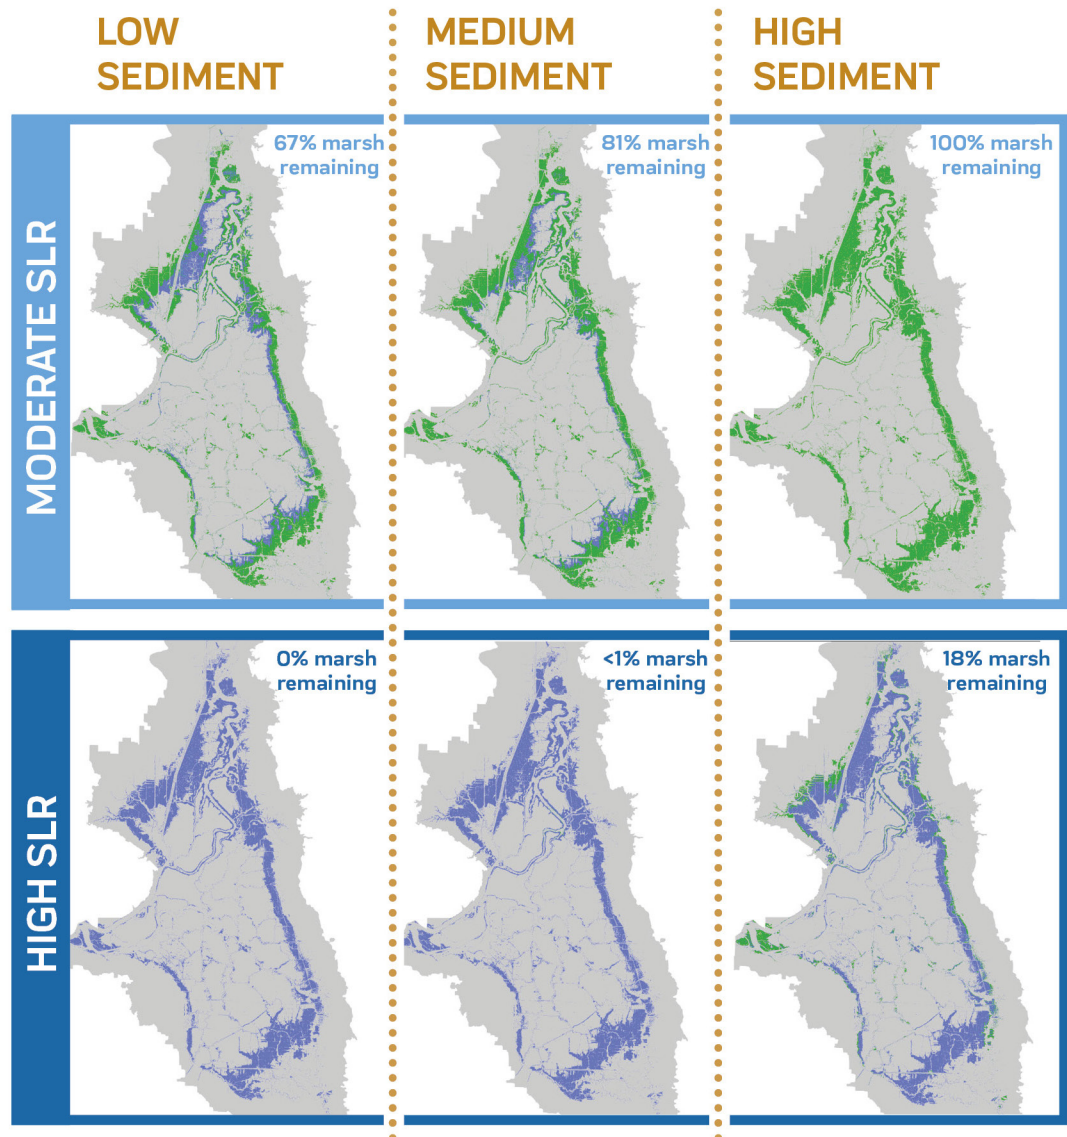 LOW
SEDIMENT
MEDIUM
SEDIMENT
HIGH
SEDIMENT
MODERATE SLR
67% marsh
remaining
81% marsh
remaining
100% marsh
remaining
HIGH SLR
0% marsh
remaining
<1% marsh
remaining
18% marsh
remaining